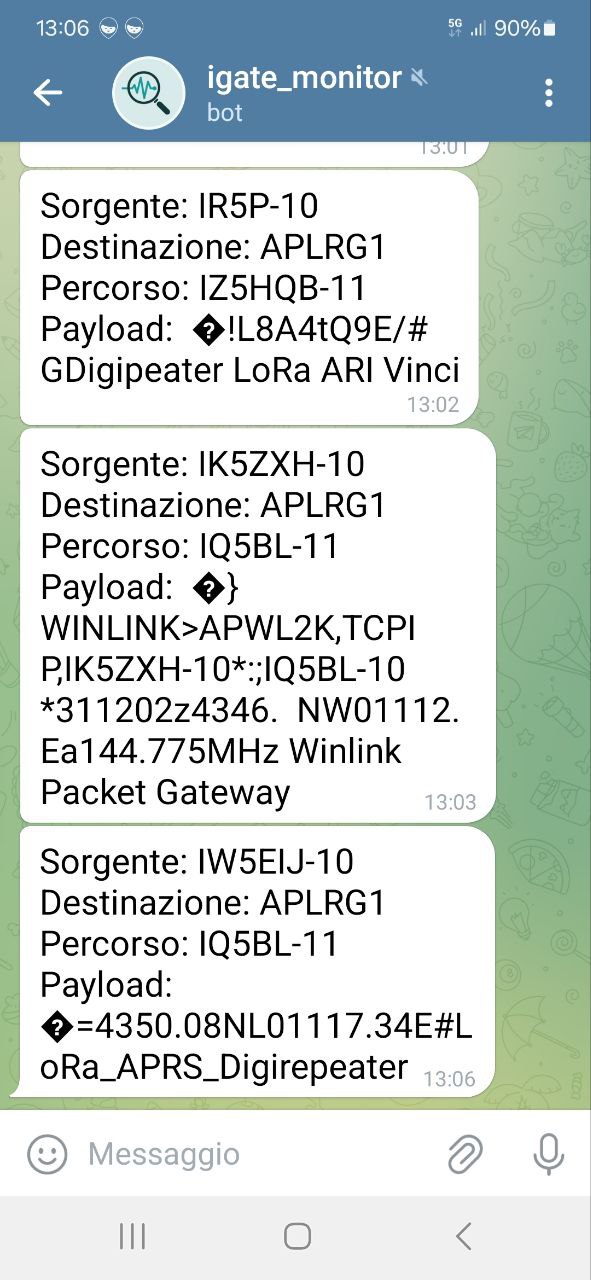 13:06 5G 90%
igate_monitor
bot
13:01
Sorgente: IR5P-10
Destinazione: APLRG1
Percorso: IZ5HQB-11
Payload:  �!L8A4tQ9E/#
GDigipeater LoRa ARI Vinci
13:02
Sorgente: IK5ZXH-10
Destinazione: APLRG1
Percorso: IQ5BL-11
Payload:  �}
WINLINK>APWL2K,TCPI
P,IK5ZXH-10*:;IQ5BL-10
*311202z4346.  NW01112.
Ea144.775MHz Winlink
Packet Gateway
13:03
Sorgente: IW5EIJ-10
Destinazione: APLRG1
Percorso: IQ5BL-11
Payload:
�=4350.08NL01117.34E#L
oRa_APRS_Digirepeater
13:06
Messaggio